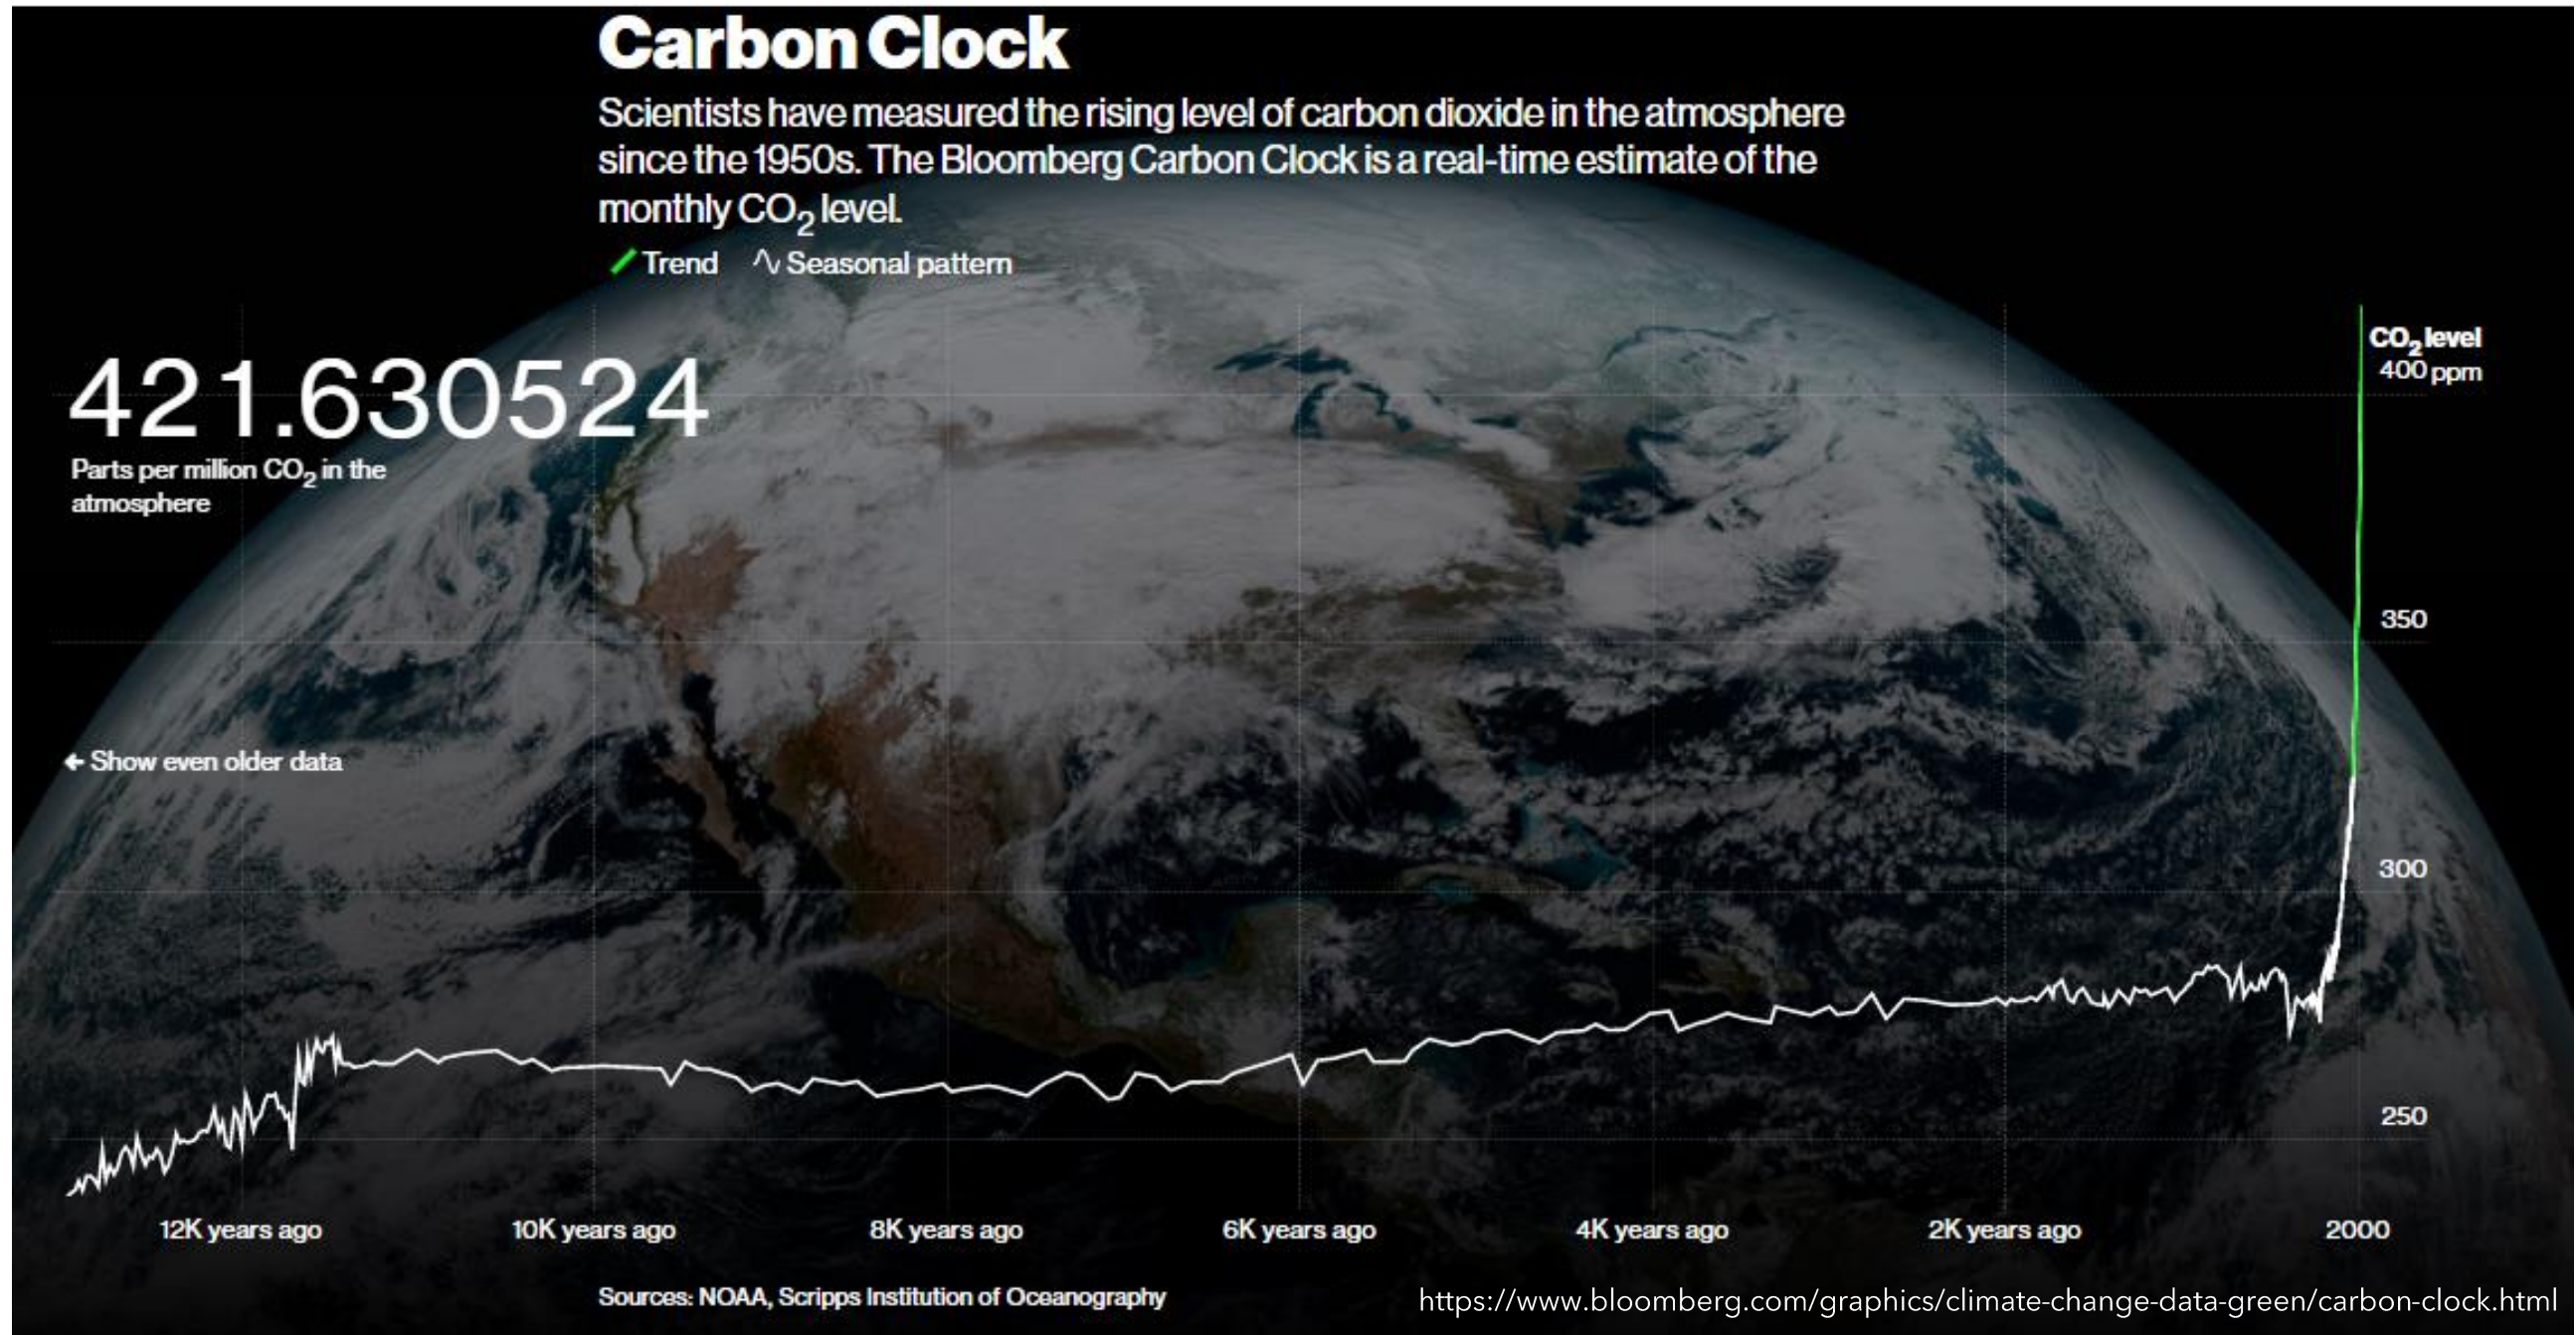 Carbon Clock
Scientists have measured the rising level of carbon dioxide in the atmosphere
since the 1950s. The Bloomberg Carbon Clock is a real-time estimate of the
monthly CO₂ level.
Trend Seasonal pattern
CO₂ level
400 ppm
421.630524
Parts per million CO₂ in the
atmosphere
350
← Show even older data
300
250
12K years ago 10K years ago 8K years ago 6K years ago 4K years ago 2K years ago 2000
Sources: NOAA, Scripps Institution of Oceanography
https://www.bloomberg.com/graphics/climate-change-data-green/carbon-clock.html